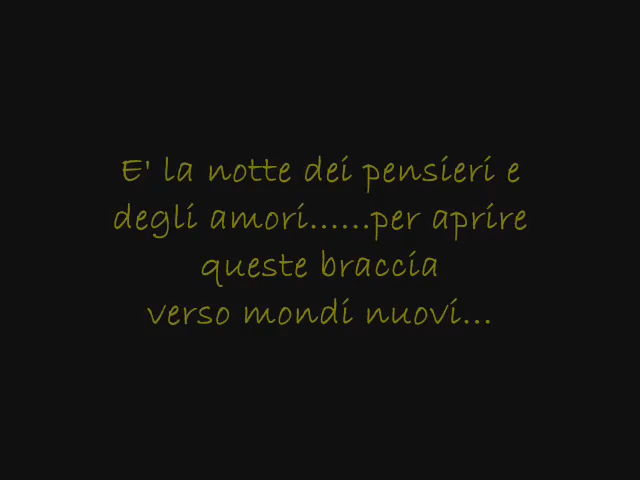 E' la notte dei pensieri e
degli amori......per aprire
queste braccia
verso mondi nuovi...